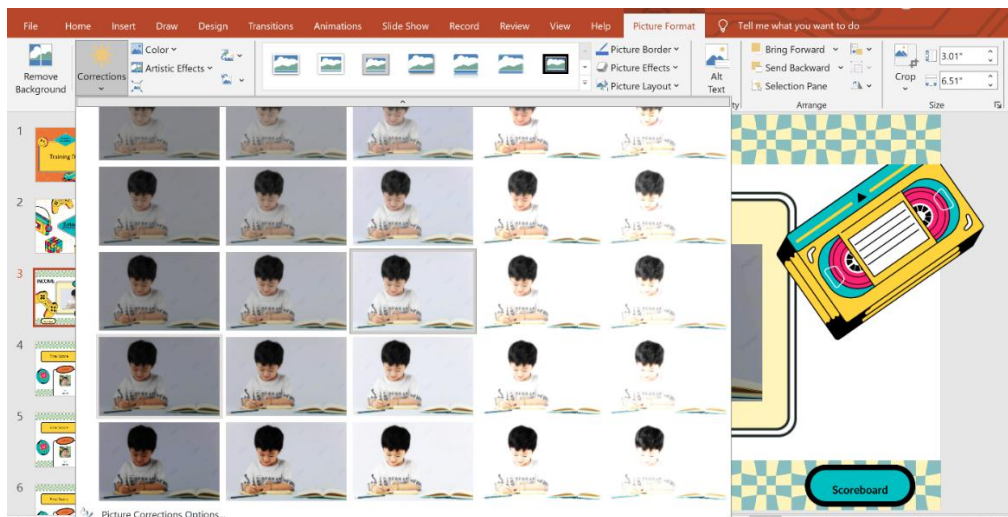 File Home Insert Draw Design Transitions Animations Slide Show Record Review View Help Picture Format Tell me what you want to do
Remove Background
Corrections
Color
Artistic Effects
Picture Border
Picture Effects
Picture Layout
Alt Text
Bring Forward
Send Backward
Selection Pane
Arrange
Crop
3.01"
6.51"
Size
1
2
3
4
5
6
INCOME
Picture Corrections Options...
Scoreboard